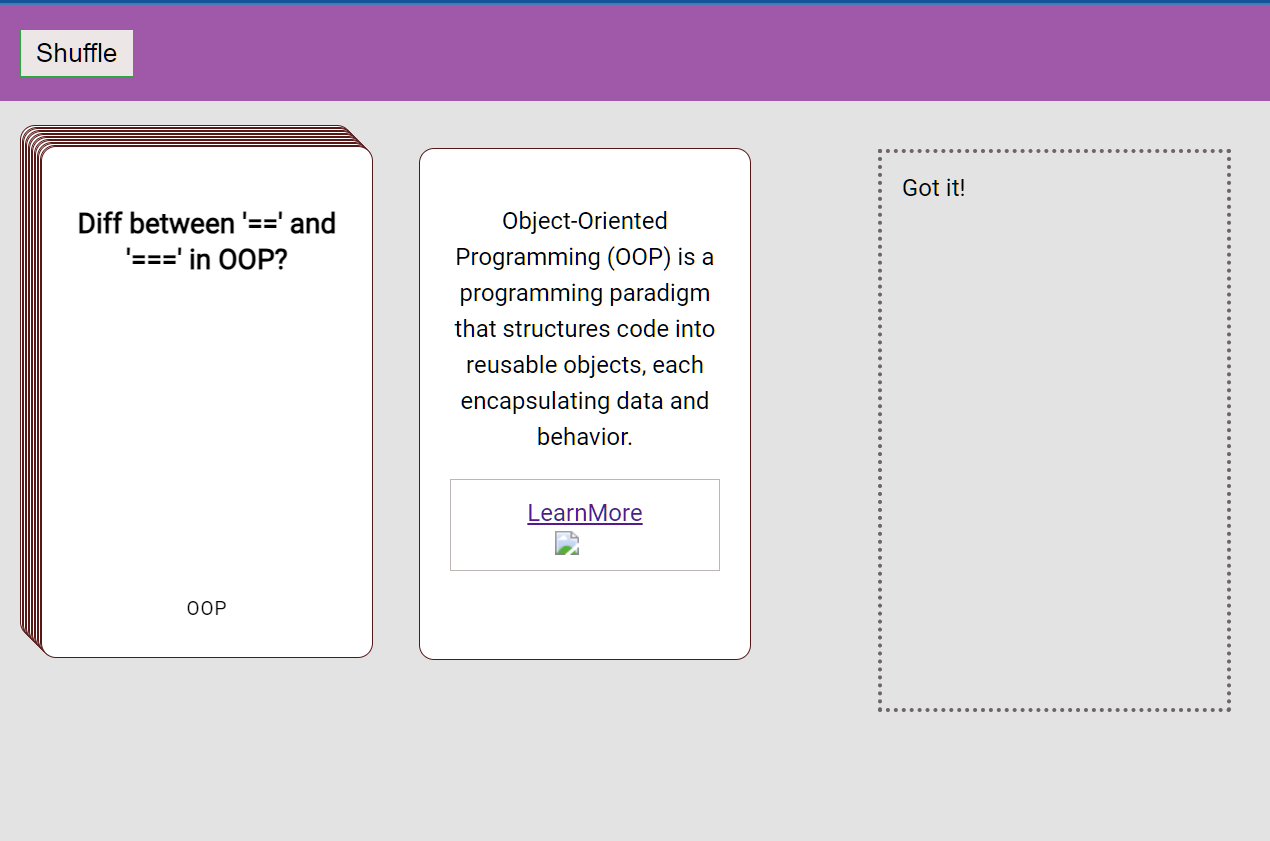 Shuffle
Diff between '==' and
'===' in OOP?
OOP
Object-Oriented
Programming (OOP) is a
programming paradigm
that structures code into
reusable objects, each
encapsulating data and
behavior.
LearnMore
Got it!